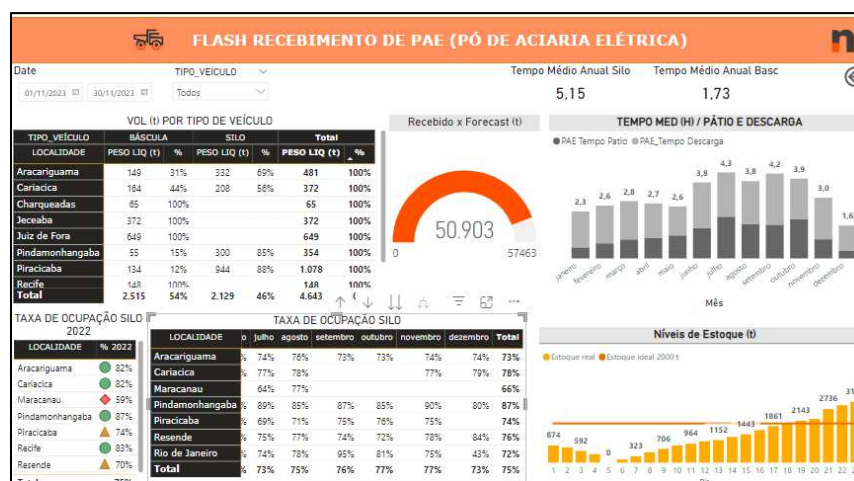 FLASH RECEBIMENTO DE PAE (PÓ DE ACIARIA ELÉTRICA)
Date
01/11/2023 30/11/2023
TIPO_VEÍCULO
Todos
Tempo Médio Anual Silo Tempo Médio Anual Basc
5,15 1,73
VOL (t) POR TIPO DE VEÍCULO
TIPO_VEÍCULO BÁSCULA SILO Total
LOCALIDADE PESO LIQ (t) % PESO LIQ (t) % PESO LIQ (t) %
Aracariguama 149 31% 332 69% 481 100%
Cariacica 164 44% 208 56% 372 100%
Charqueadas 65 100% 65 100%
Jeceaba 372 100% 372 100%
Juiz de Fora 649 100% 649 100%
Pindamonhangaba 55 15% 300 85% 354 100%
Piracicaba 134 12% 944 88% 1.078 100%
Recife 148 100% 148 100%
Total 2.515 54% 2.129 46% 4.643
Recebido x Forecast (t)
50.903
0 57463
TEMPO MED (H) / PÁTIO E DESCARGA
PAE Tempo Patio PAE_Tempo Descarga
2,3 2,6 2,8 2,7 2,6 3,8 4,3 3,8 4,2 3,9 3,0 1,6
janeiro fevereiro março abril maio junho julho agosto setembro outubro novembro dezembro
Mês
TAXA DE OCUPAÇÃO SILO
2022
LOCALIDADE % 2022
Aracariguama 82%
Cariacica 82%
Maracanau 59%
Pindamonhangaba 87%
Piracicaba 74%
Recife 83%
Resende 70%
TAXA DE OCUPAÇÃO SILO
LOCALIDADE o julho agosto setembro outubro novembro dezembro Total
Aracariguama % 74% 76% 73% 73% 74% 74% 73%
Cariacica % 77% 78% 77% 79% 78%
Maracanau 64% 77% 66%
Pindamonhangaba % 89% 85% 87% 85% 90% 80% 87%
Piracicaba % 69% 71% 75% 76% 75% 74%
Resende % 75% 77% 74% 72% 78% 84% 76%
Rio de Janeiro % 74% 78% 95% 81% 75% 43% 72%
Total % 73% 75% 76% 77% 77% 73% 75%
Níveis de Estoque (t)
Estoque real Estoque ideal 2000 t
874 592 0 323 706 964 1152 1443 1861 2143 2736 31
1 2 3 4 5 6 7 8 9 10 11 12 13 14 15 16 17 18 19 20 21 22